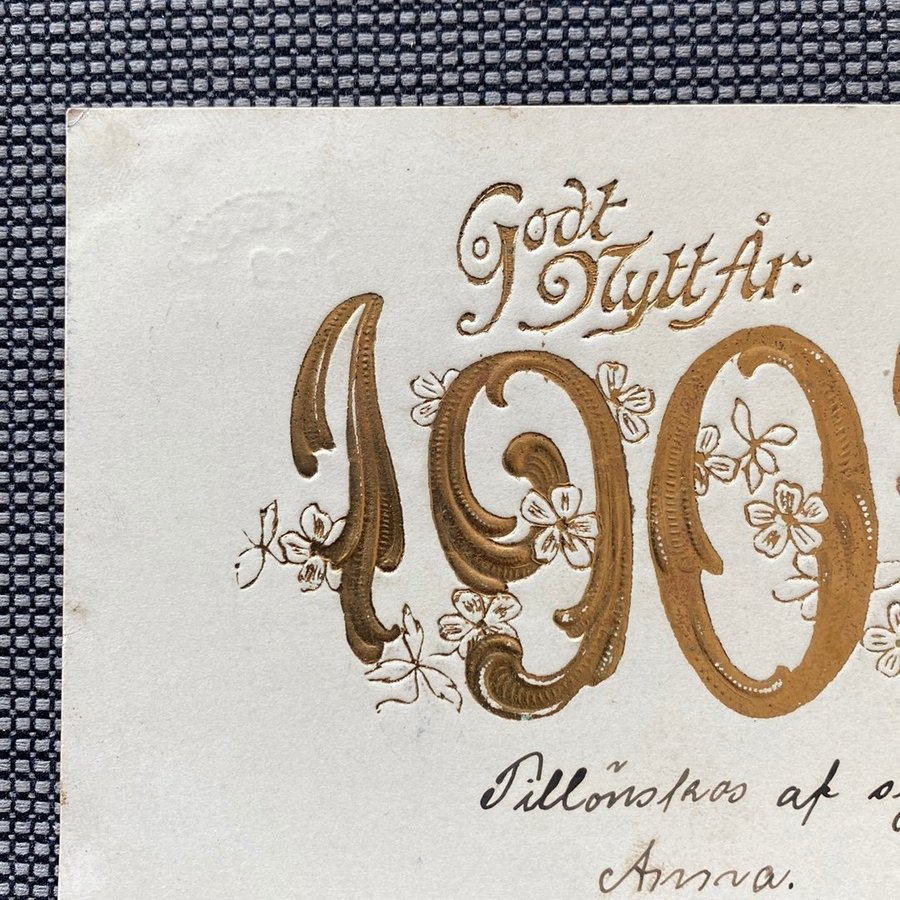 Godt
Nytt År.
190
Tillönskas af
Anna.